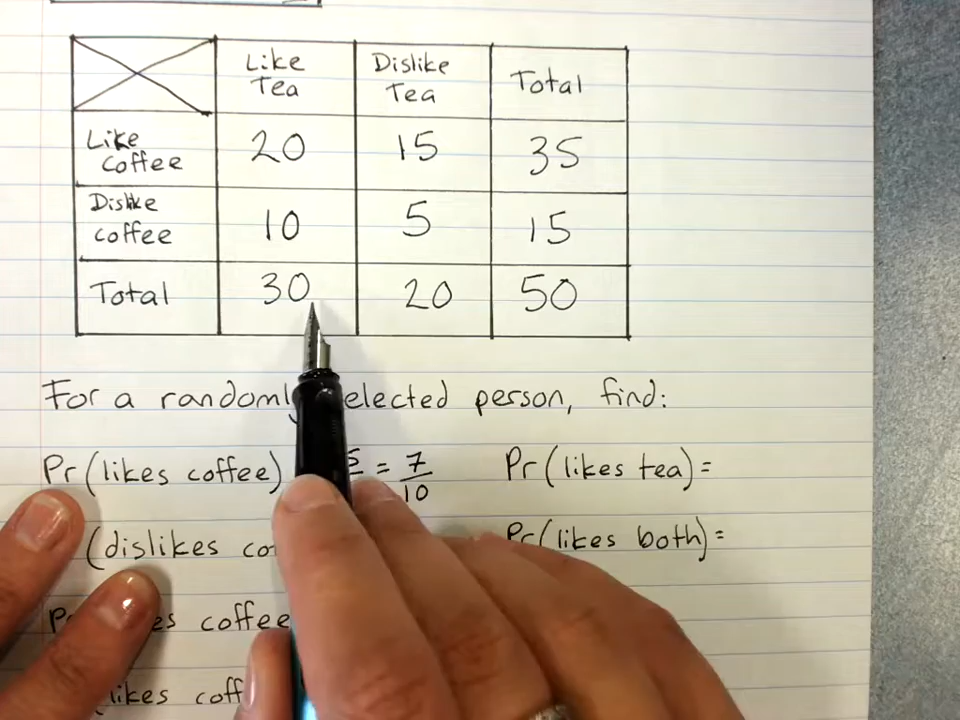 Like Tea Dislike Tea Total
Like coffee 20 15 35
Dislike coffee 10 5 15
Total 30 20 50
For a randomly selected person, find:
Pr(likes coffee) = 7/10 Pr(likes tea)=
(dislikes Pr(likes both)=
coffee
likes